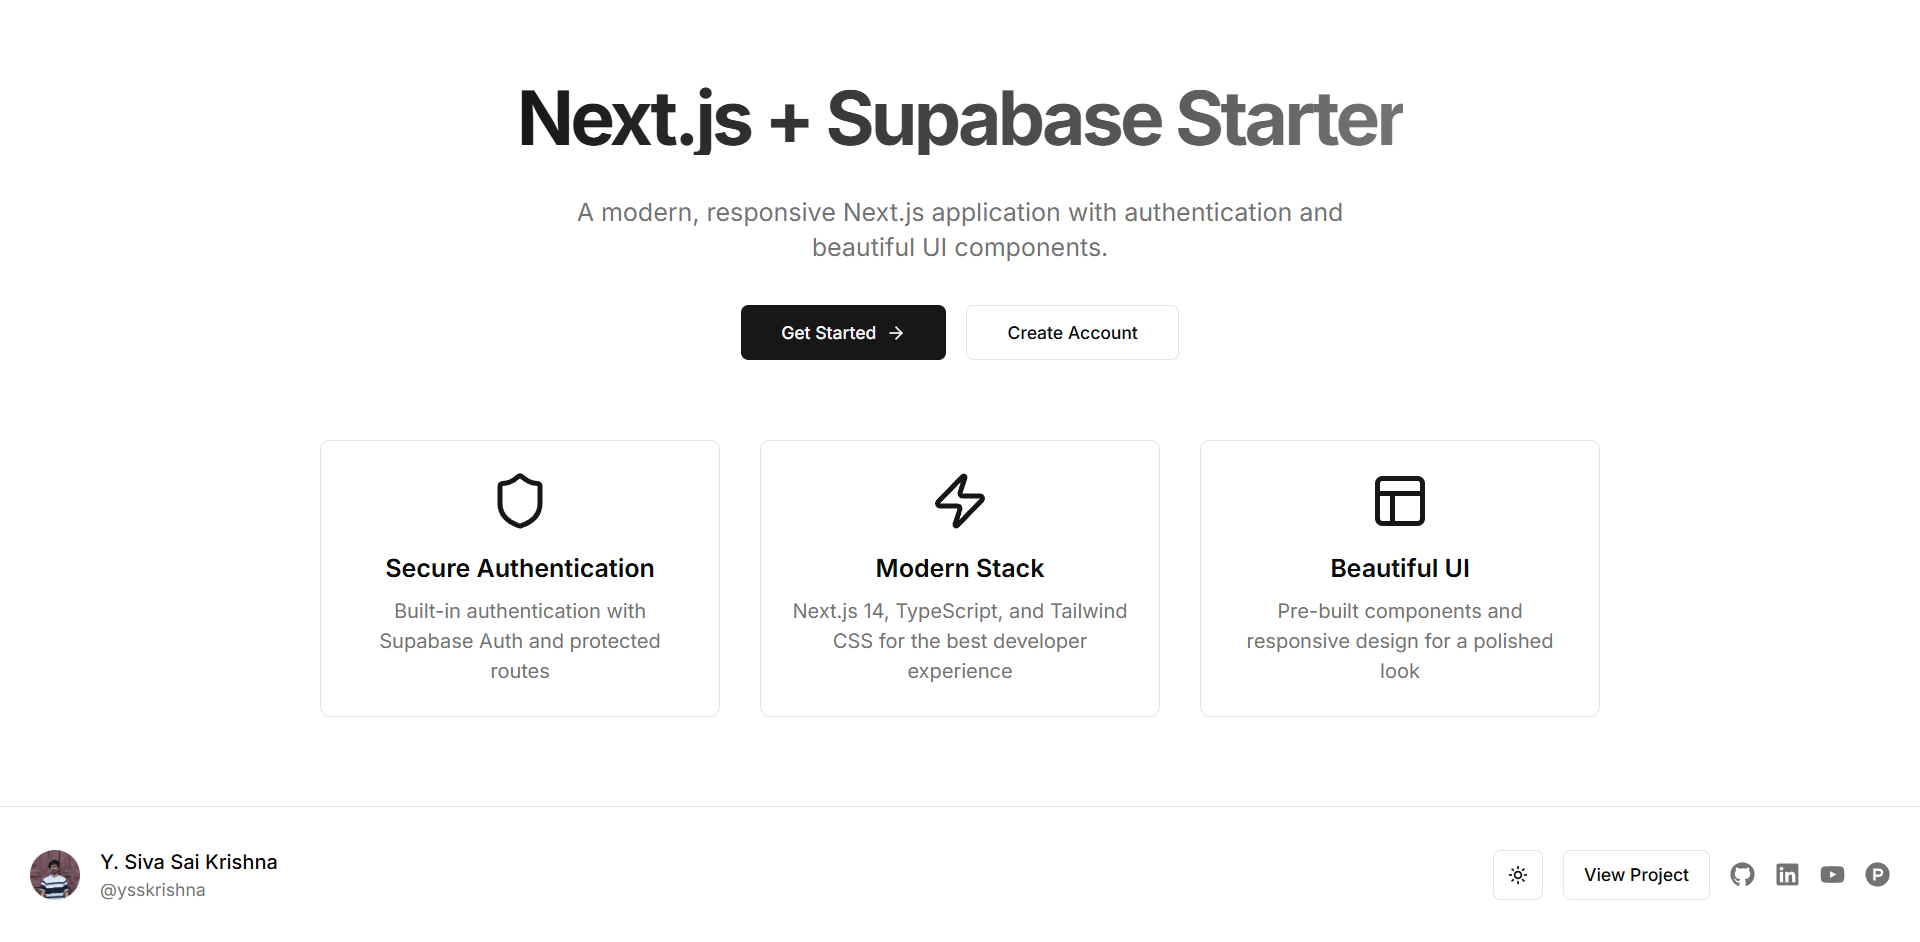 Next.js + Supabase Starter
A modern, responsive Next.js application with authentication and
beautiful UI components.
Get Started
Create Account
Secure Authentication
Built-in authentication with
Supabase Auth and protected
routes
Modern Stack
Next.js 14, TypeScript, and Tailwind
CSS for the best developer
experience
Beautiful UI
Pre-built components and
responsive design for a polished
look
Y. Siva Sai Krishna
@ysskrishna
View Project